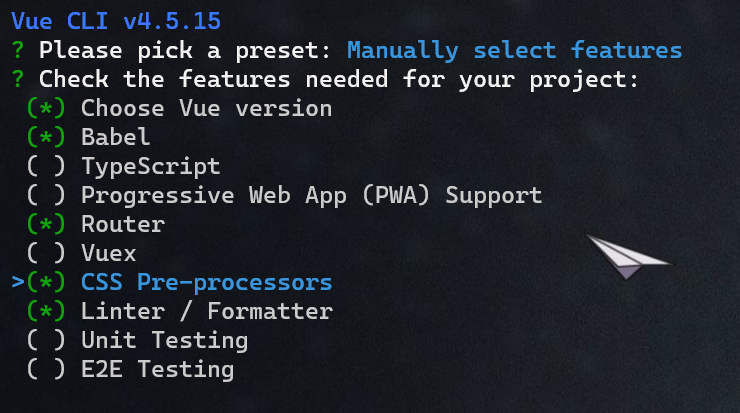 Vue CLI v4.5.15
? Please pick a preset: Manually select features
? Check the features needed for your project:
(*) Choose Vue version
(*) Babel
( ) TypeScript
( ) Progressive Web App (PWA) Support
(*) Router
( ) Vuex
>(*) CSS Pre-processors
(*) Linter / Formatter
( ) Unit Testing
( ) E2E Testing